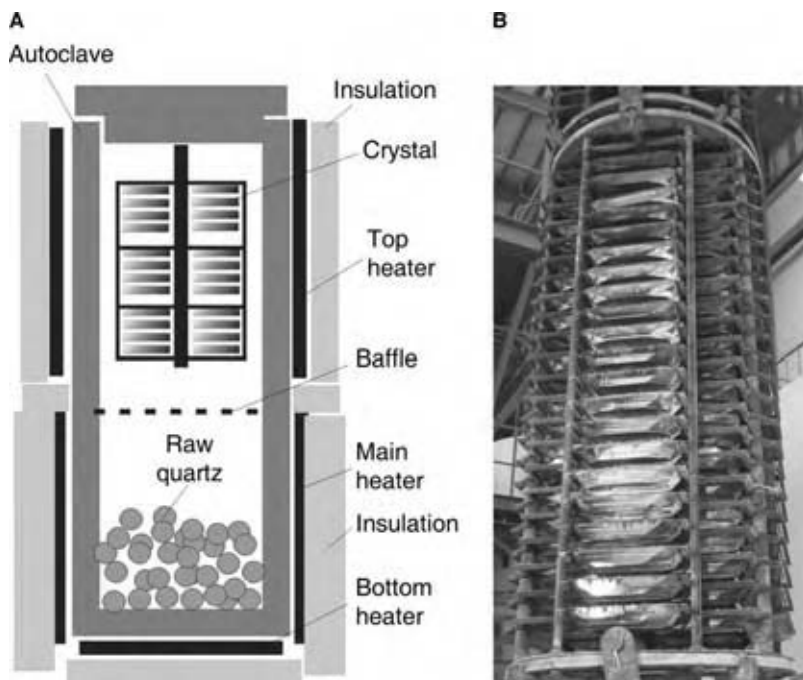 A
B
Autoclave
Insulation
Crystal
Top
heater
Baffle
Raw
quartz
Main
heater
Insulation
Bottom
heater